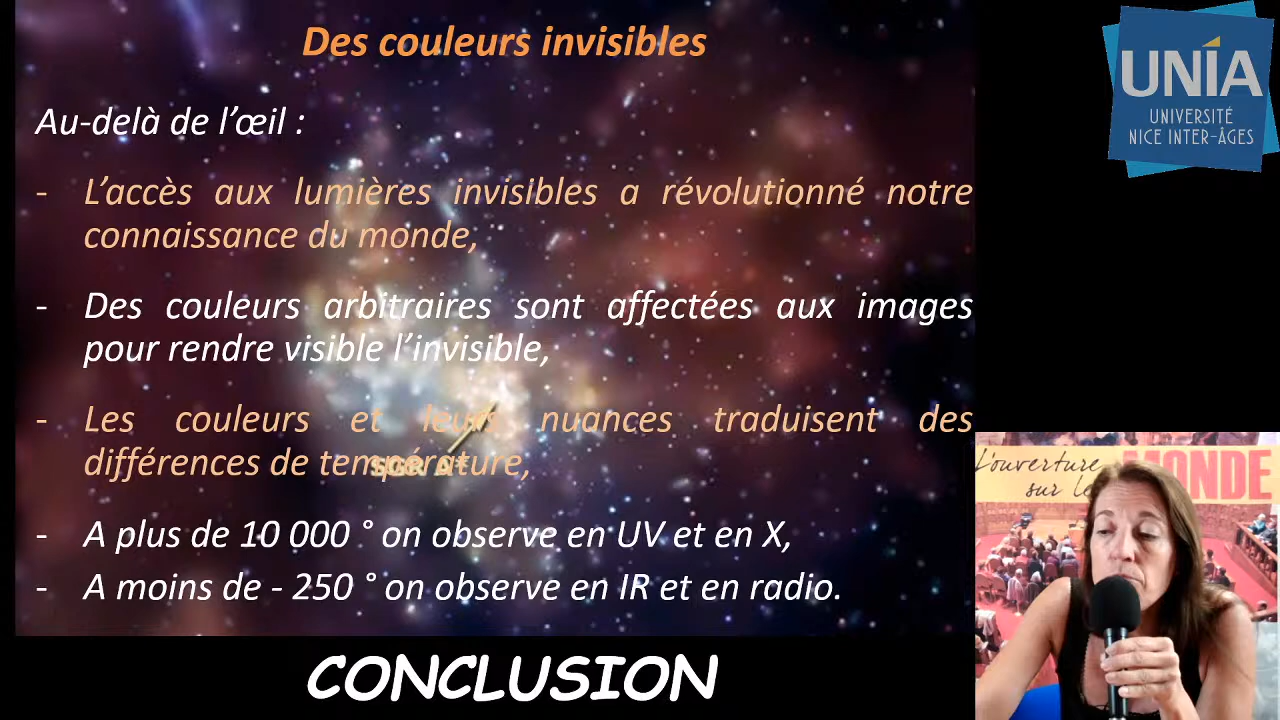 Des couleurs invisibles
UNIA
UNIVERSITÉ
NICE INTER-ÂGES
Au-delà de l'œil :
- L'accès aux lumières invisibles a révolutionné notre
connaissance du monde,
- Des couleurs arbitraires sont affectées aux images
pour rendre visible l'invisible,
- Les couleurs et leurs nuances traduisent des
différences de température,
SGR A*
- A plus de 10 000 ° on observe en UV et en X,
- A moins de - 250 ° on observe en IR et en radio.
L'ouverture
sur le
MONDE
CONCLUSION